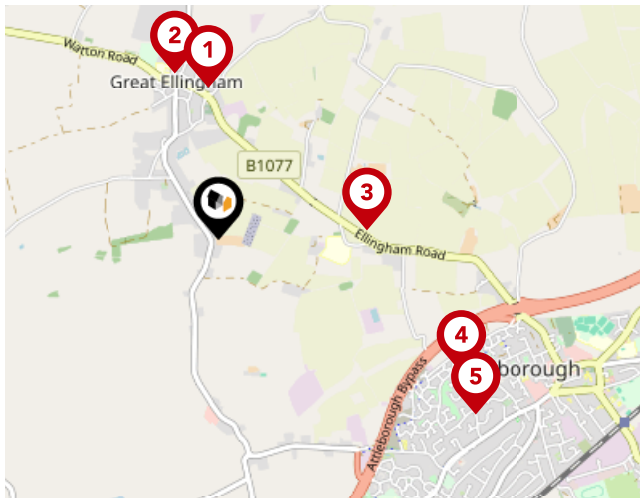 2
1
Watton Road
Great Ellingham
B1077
3
Ellingham Road
4
borough
5
Attleborough Bypass